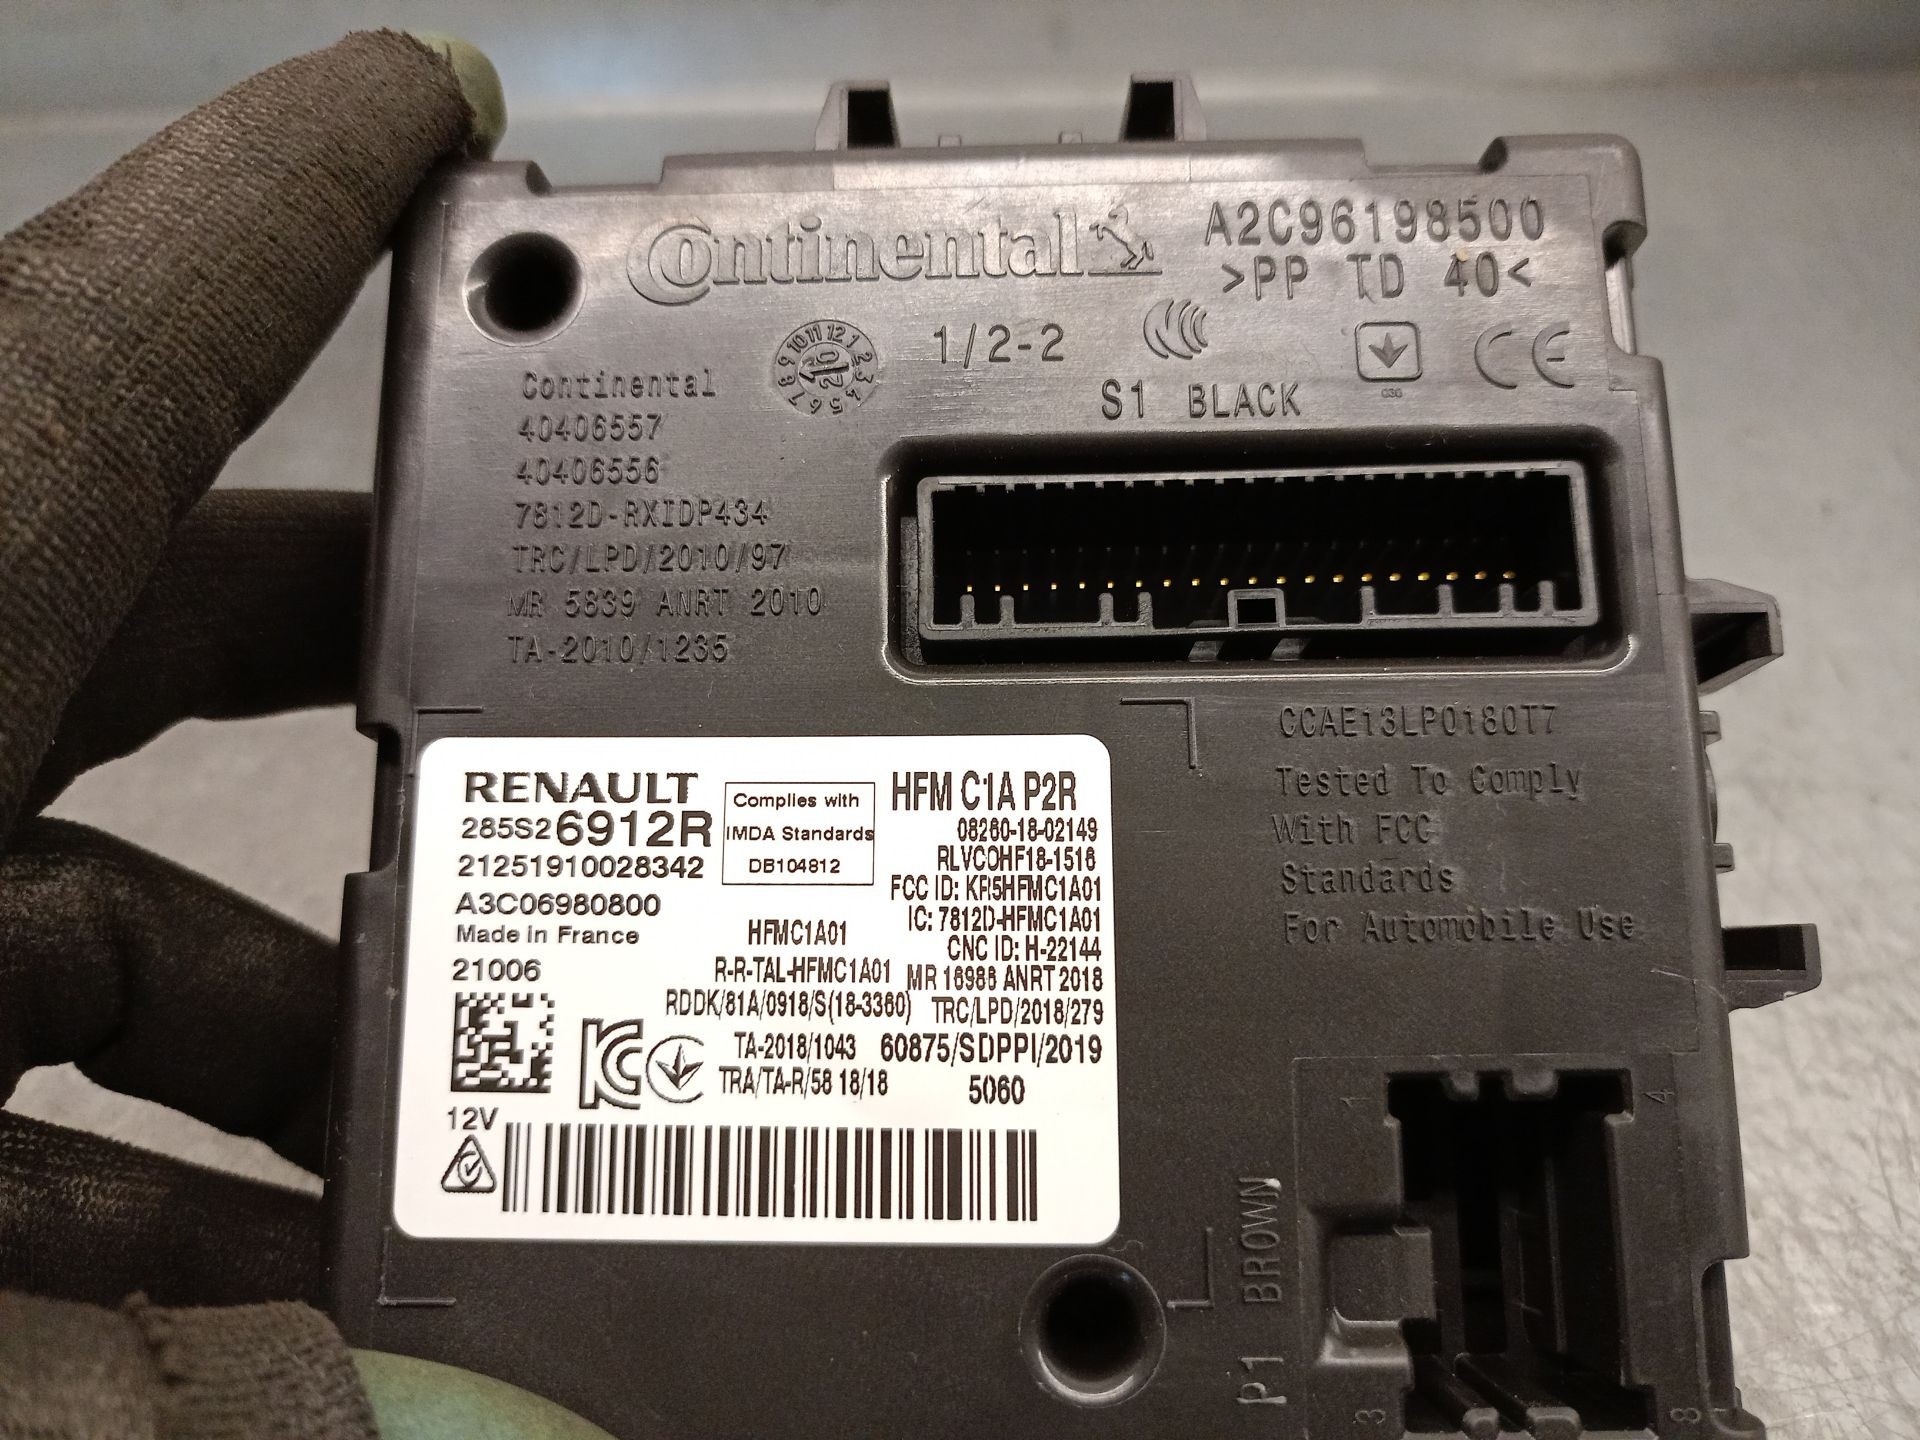 Continental
A2C96198500
>PP TD 40<
1/2-2
CE
S1 BLACK
Continental
40406557
40406556
7812D-RXIDP434
TRC/LPD/2010/97
MR 5839 ANRT 2010
TA-2010/1235
CCAE13LP0180T7
Tested To Comply
With FCC
Standards
For Automobile Use
RENAULT
285S26912R
21251910028342
A3C06980800
Made in France
21006
12V
Complies with
IMDA Standards
DB104812
HFM C1A P2R
08260-18-02149
RLVCOHF18-1516
FCC ID: KR5HFMC1A01
IC: 7812D-HFMC1A01
CNC ID: H-22144
HFMC1A01
R-R-TAL-HFMC1A01
MR 16986 ANRT 2018
RDDK/81A/0918/S(18-3360)
TRC/LPD/2018/279
TA-2018/1043
60875/SDPPI/2019
TRA/TA-R/58 18/18
5060
P1 BROWN
1
4
3
8